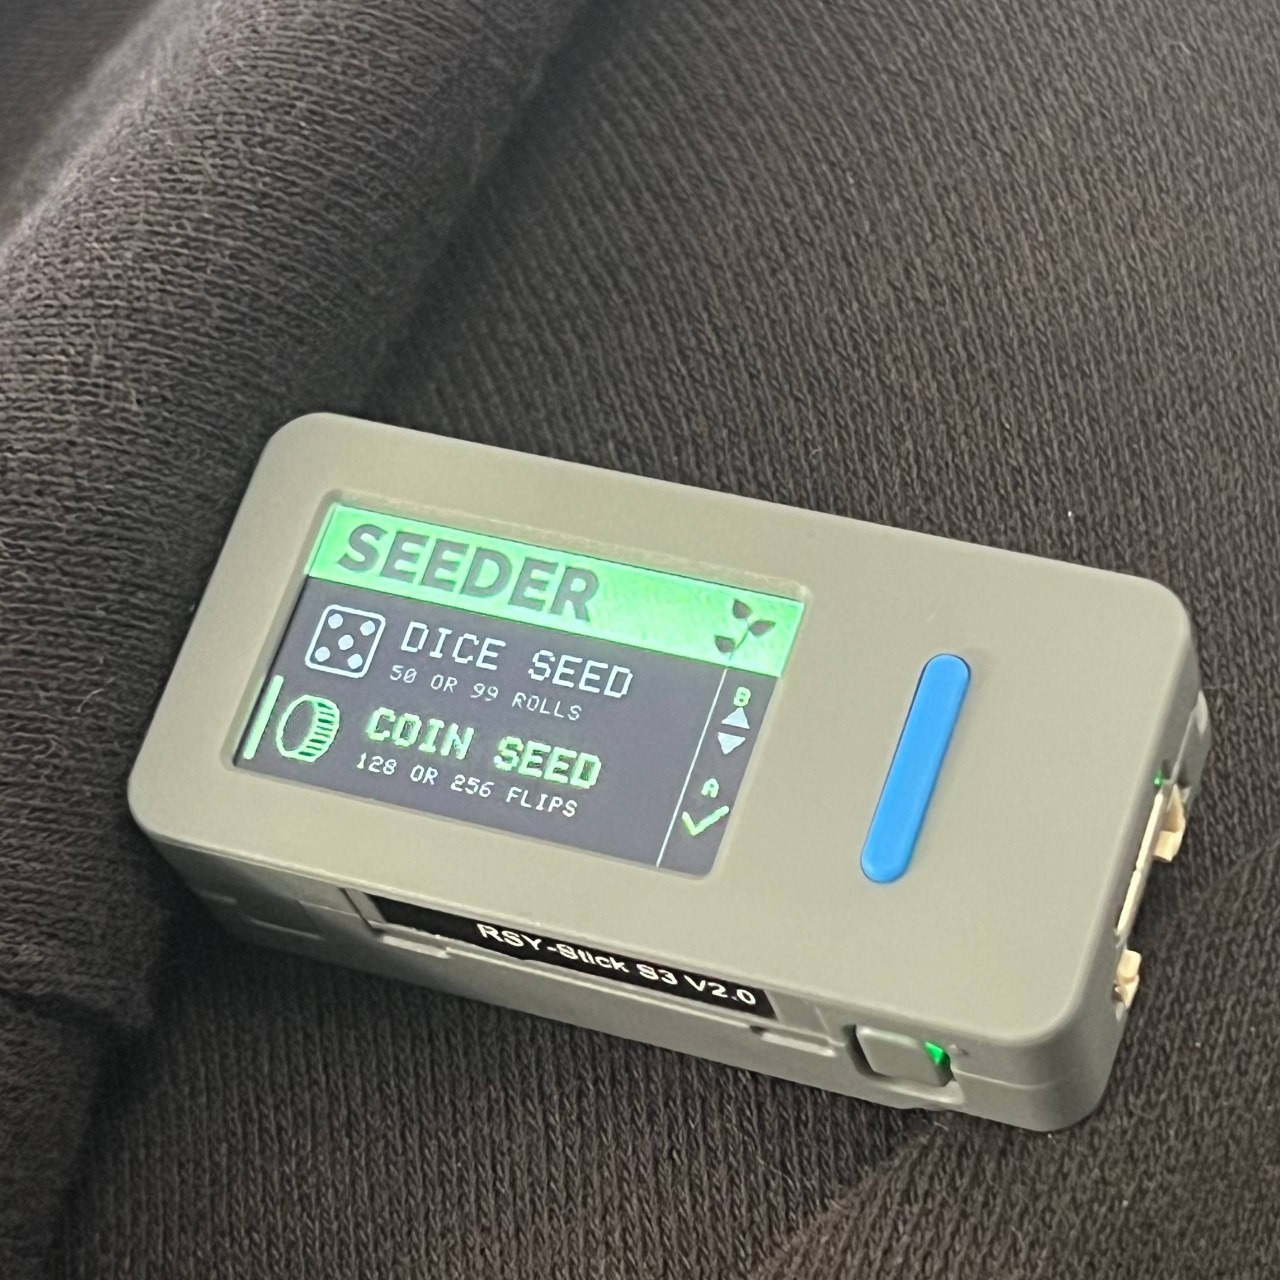 SEEDER
DICE SEED
50 OR 99 ROLLS
COIN SEED
128 OR 256 FLIPS
B
A
RSY-Stick S3 V2.0